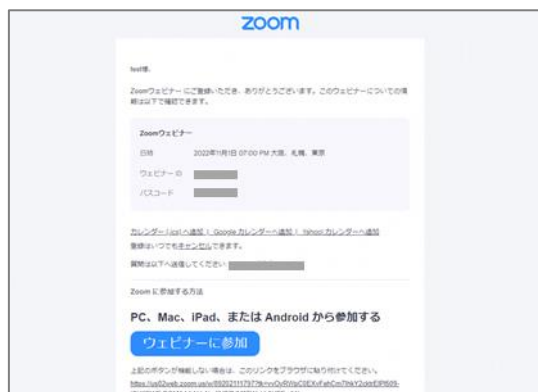 zoom
test様、
Zoomウェビナー にご登録いただき、ありがとうございます。このウェビナーについての情
報は以下で確認できます。
Zoomウェビナー
日時 2022年11月1日 07:00 PM 大阪、札幌、東京
ウェビナー ID
パスコード
カレンダー(.ics)へ追加 | Google カレンダーへ追加 | Yahoo! カレンダーへ追加
登録はいつでもキャンセルできます。
質問は以下へ送信してください:
Zoom に参加する方法
PC、Mac、iPad、または Android から参加する
ウェビナーに参加
上記のボタンが機能しない場合は、このリンクをブラウザに貼り付けてください。